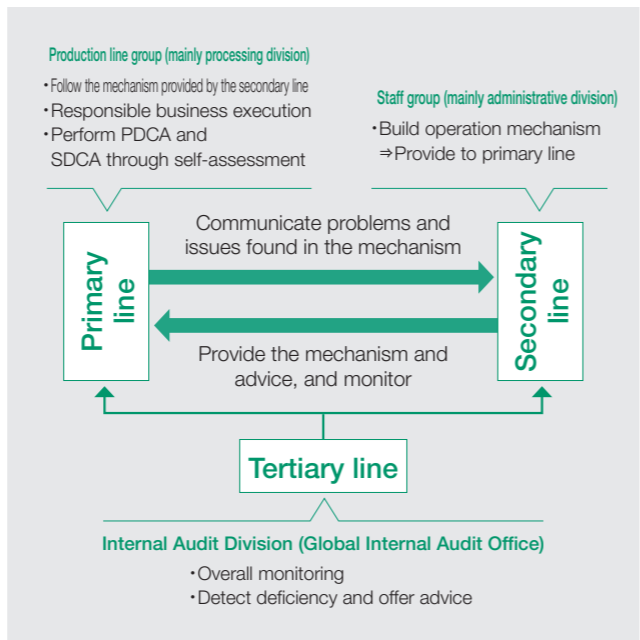 Production line group (mainly processing division)
・Follow the mechanism provided by the secondary line
・Responsible business execution
・Perform PDCA and
SDCA through self-assessment
Staff group (mainly administrative division)
・Build operation mechanism
⇒Provide to primary line
Primary
line
Communicate problems and
issues found in the mechanism
Provide the mechanism and
advice, and monitor
Secondary
line
Tertiary line
Internal Audit Division (Global Internal Audit Office)
・Overall monitoring
・Detect deficiency and offer advice